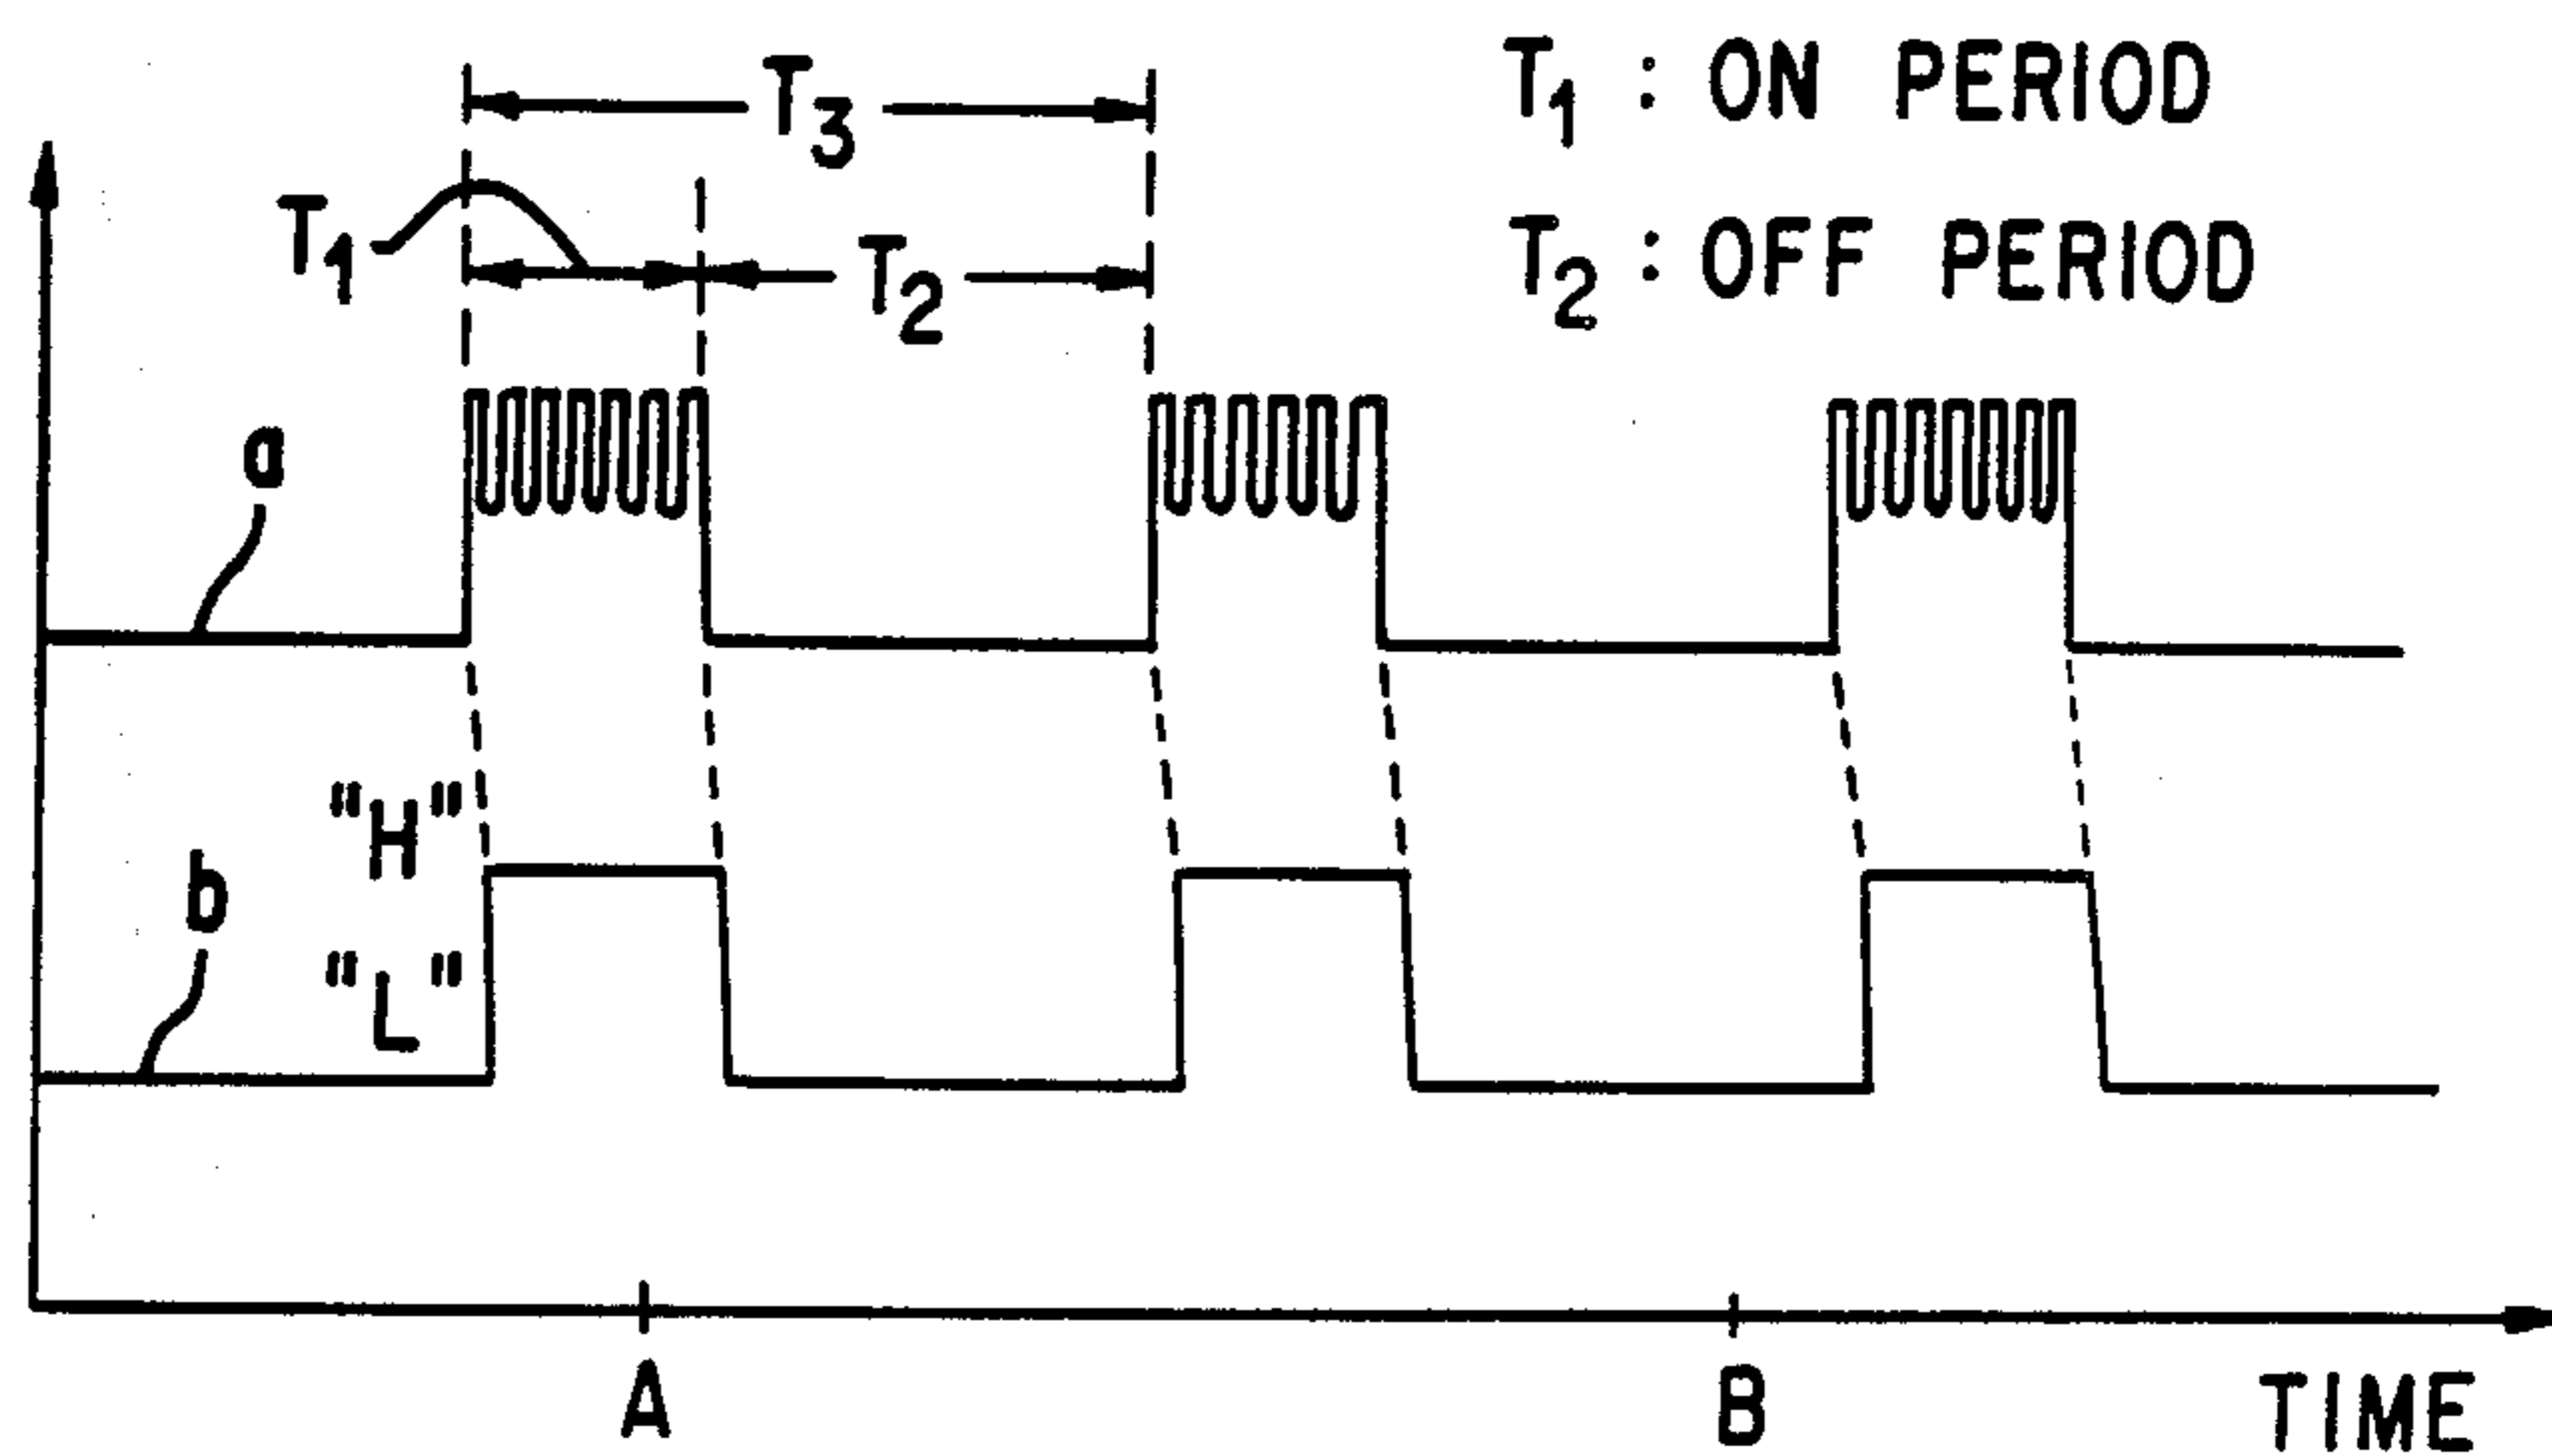 T3
T1 : ON PERIOD
T1
T2
T2 : OFF PERIOD
a
"H"
b
"L"
A
B
TIME